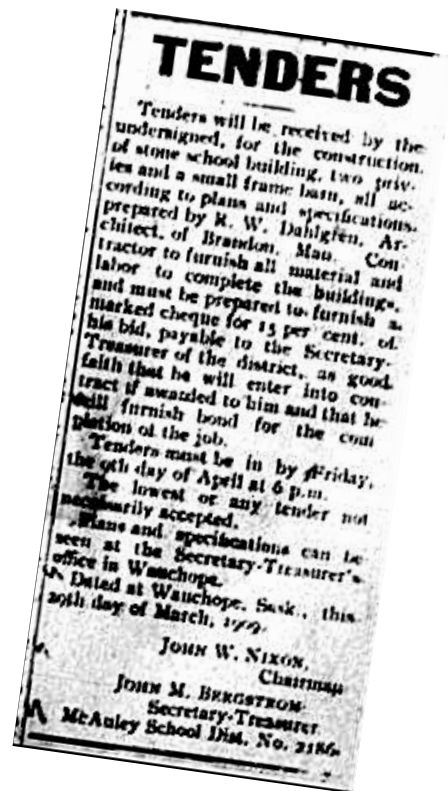 TENDERS
Tenders will be received by the
undersigned, for the construction
of stone school building, two priv-
ies and a small frame barn, all ac-
cording to plans and specifications
prepared by R. W. Dahlgren, Ar-
chitect, of Brandon, Man. Con-
tractor to furnish all material and
labor to complete the buildings,
and must be prepared to furnish a
marked cheque for 15 per cent. of
his bid, payable to the Secretary-
Treasurer of the district, as good
faith that he will enter into con-
tract if awarded to him and that he
will furnish bond for the com
pletion of the job.
Tenders must be in by Friday,
the 9th day of April at 6 p.m.
The lowest or any tender not
necessarily accepted.
Plans and specifications can be
seen at the Secretary-Treasurer's
office in Wauchope.
Dated at Wauchope, Sask., this
29th day of March, 1909.
JOHN W. NIXON,
Chairman
JOHN M. BERGSTROM
Secretary-Treasurer
McAuley School Dist. No. 2186.